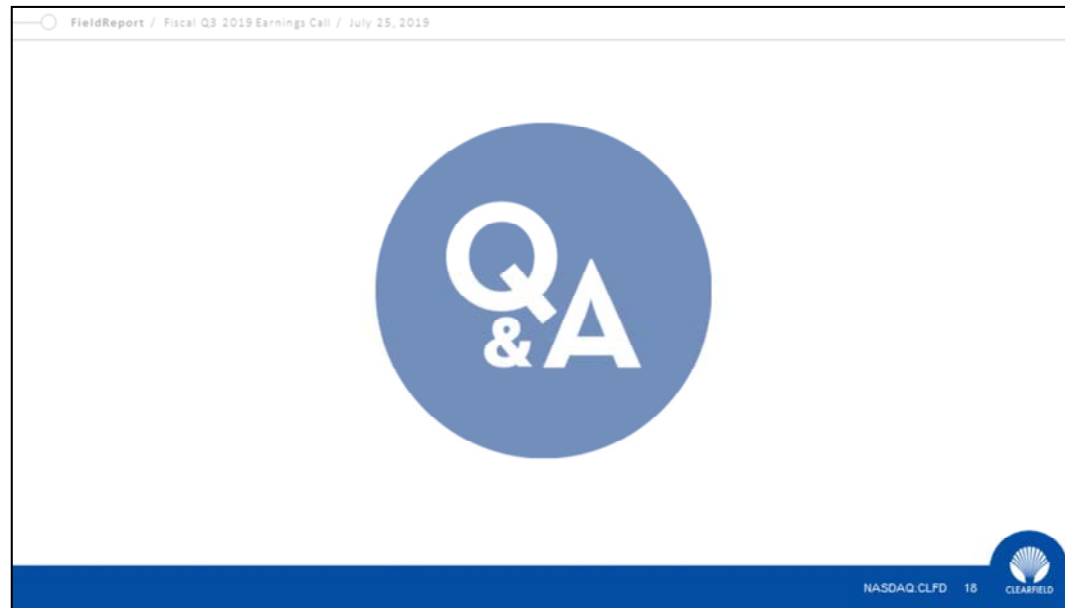 FieldReport / Fiscal Q3 2019 Earnings Call / July 25, 2019
Q
&A
NASDAQ:CLFD 18
CLEARFIELD